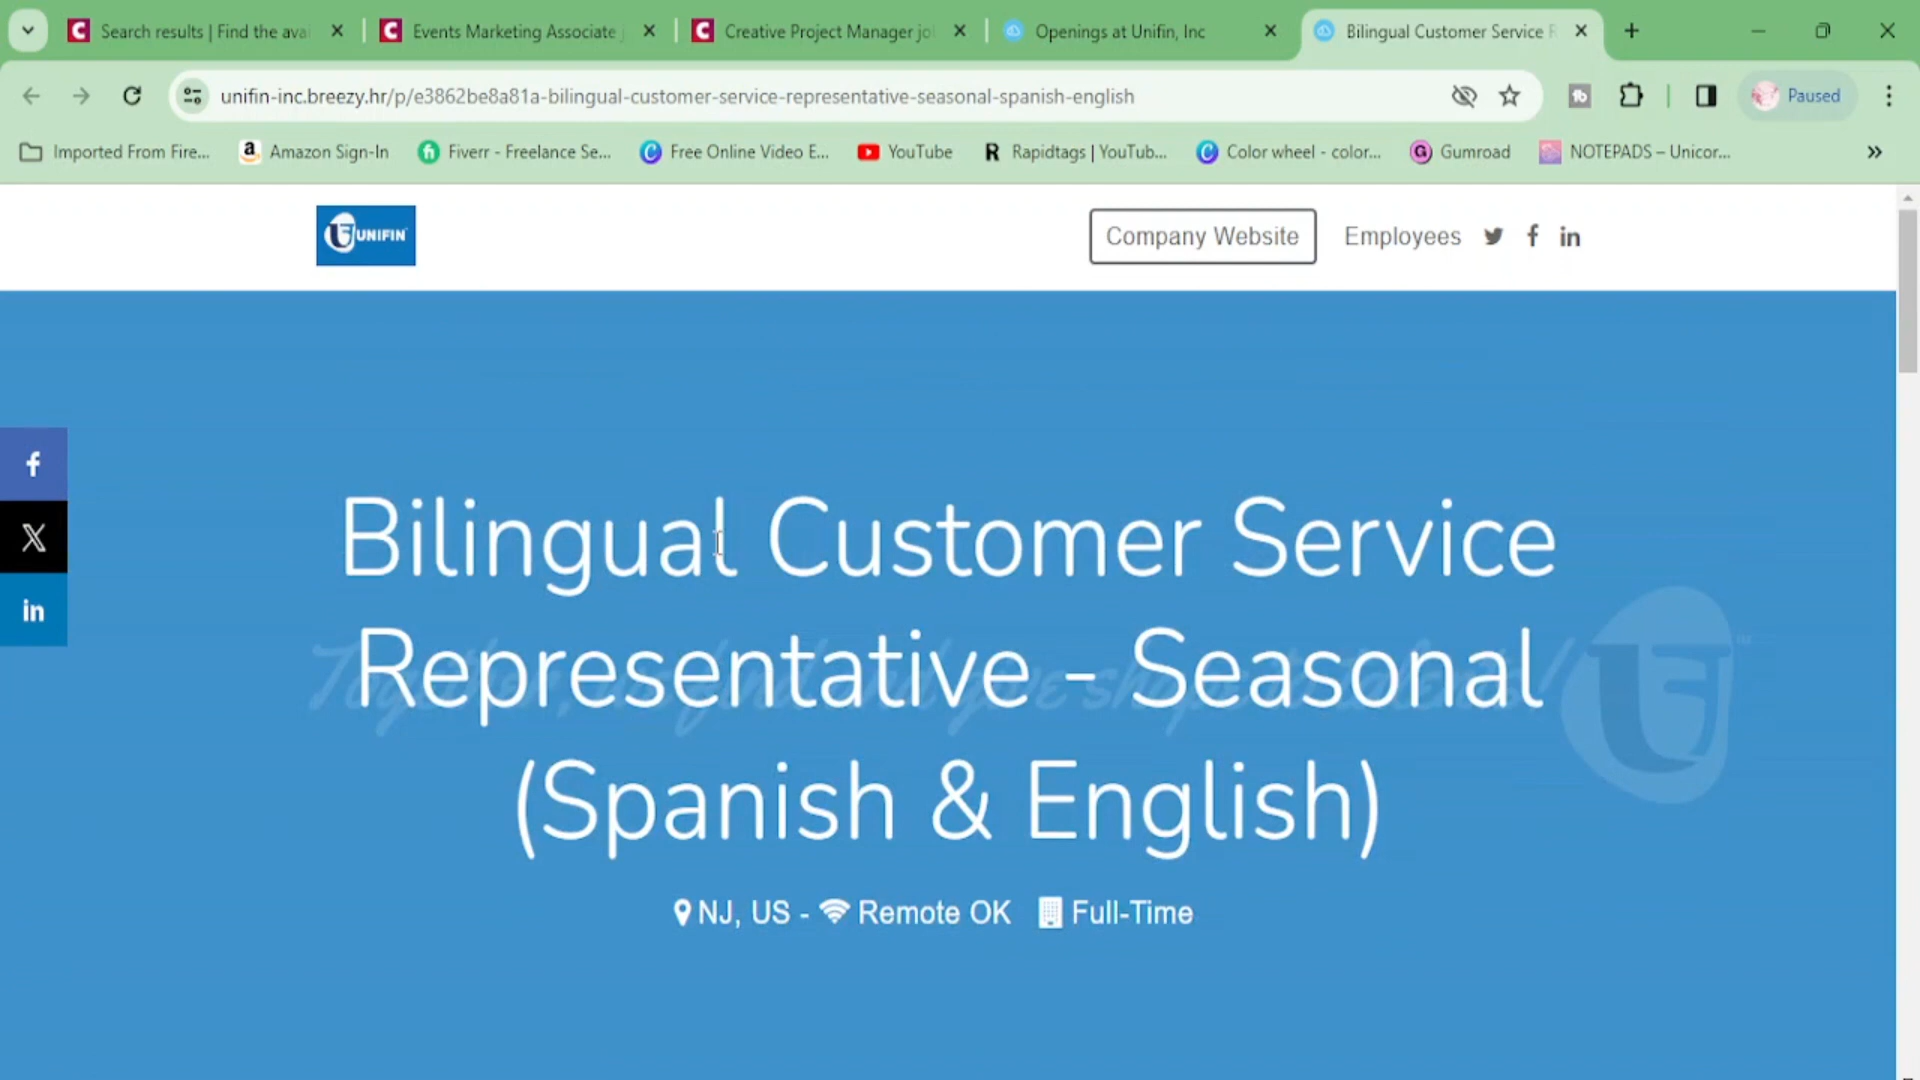 Search results | Find the ava
Events Marketing Associate j
Creative Project Manager jo
Openings at Unifin, Inc
Bilingual Customer Service R
unifin-inc.breezy.hr/p/e3862be8a81a-bilingual-customer-service-representative-seasonal-spanish-english
Paused
Imported From Fire...
Amazon Sign-In
Fiverr - Freelance Se...
Free Online Video E...
YouTube
Rapidtags | YouTub...
Color wheel - color...
Gumroad
NOTEPADS – Unicor...
UNIFIN
Company Website
Employees
Bilingual Customer Service
Representative - Seasonal
(Spanish & English)
NJ, US - Remote OK Full-Time